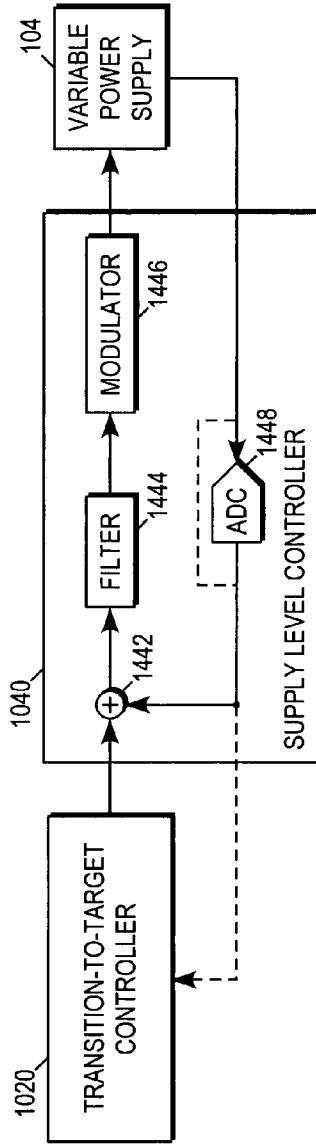 1020
TRANSITION-TO-TARGET
CONTROLLER
1040
+
1442
FILTER
1444
MODULATOR
1446
ADC
1448
SUPPLY LEVEL CONTROLLER
104
VARIABLE
POWER
SUPPLY